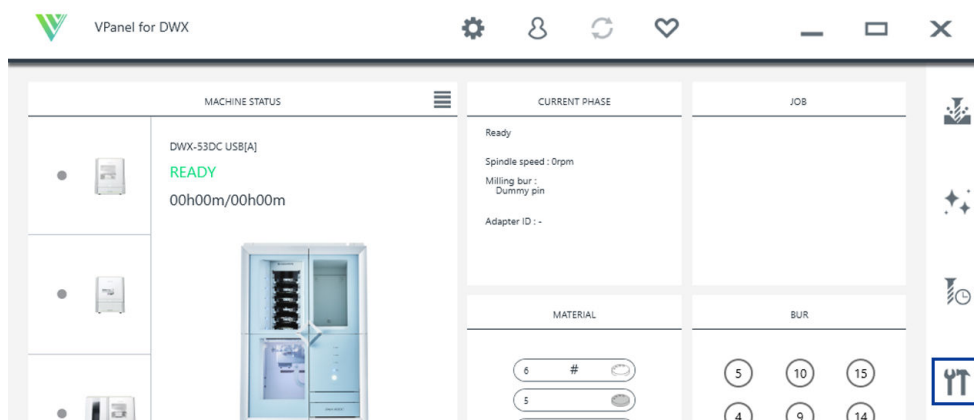 VPanel for DWX
MACHINE STATUS
CURRENT PHASE
JOB
DWX-53DC USB[A]
READY
00h00m/00h00m
Ready
Spindle speed : 0rpm
Milling bur :
Dummy pin
Adapter ID : -
MATERIAL
BUR
6 #
5
5 10 15
4 9 14